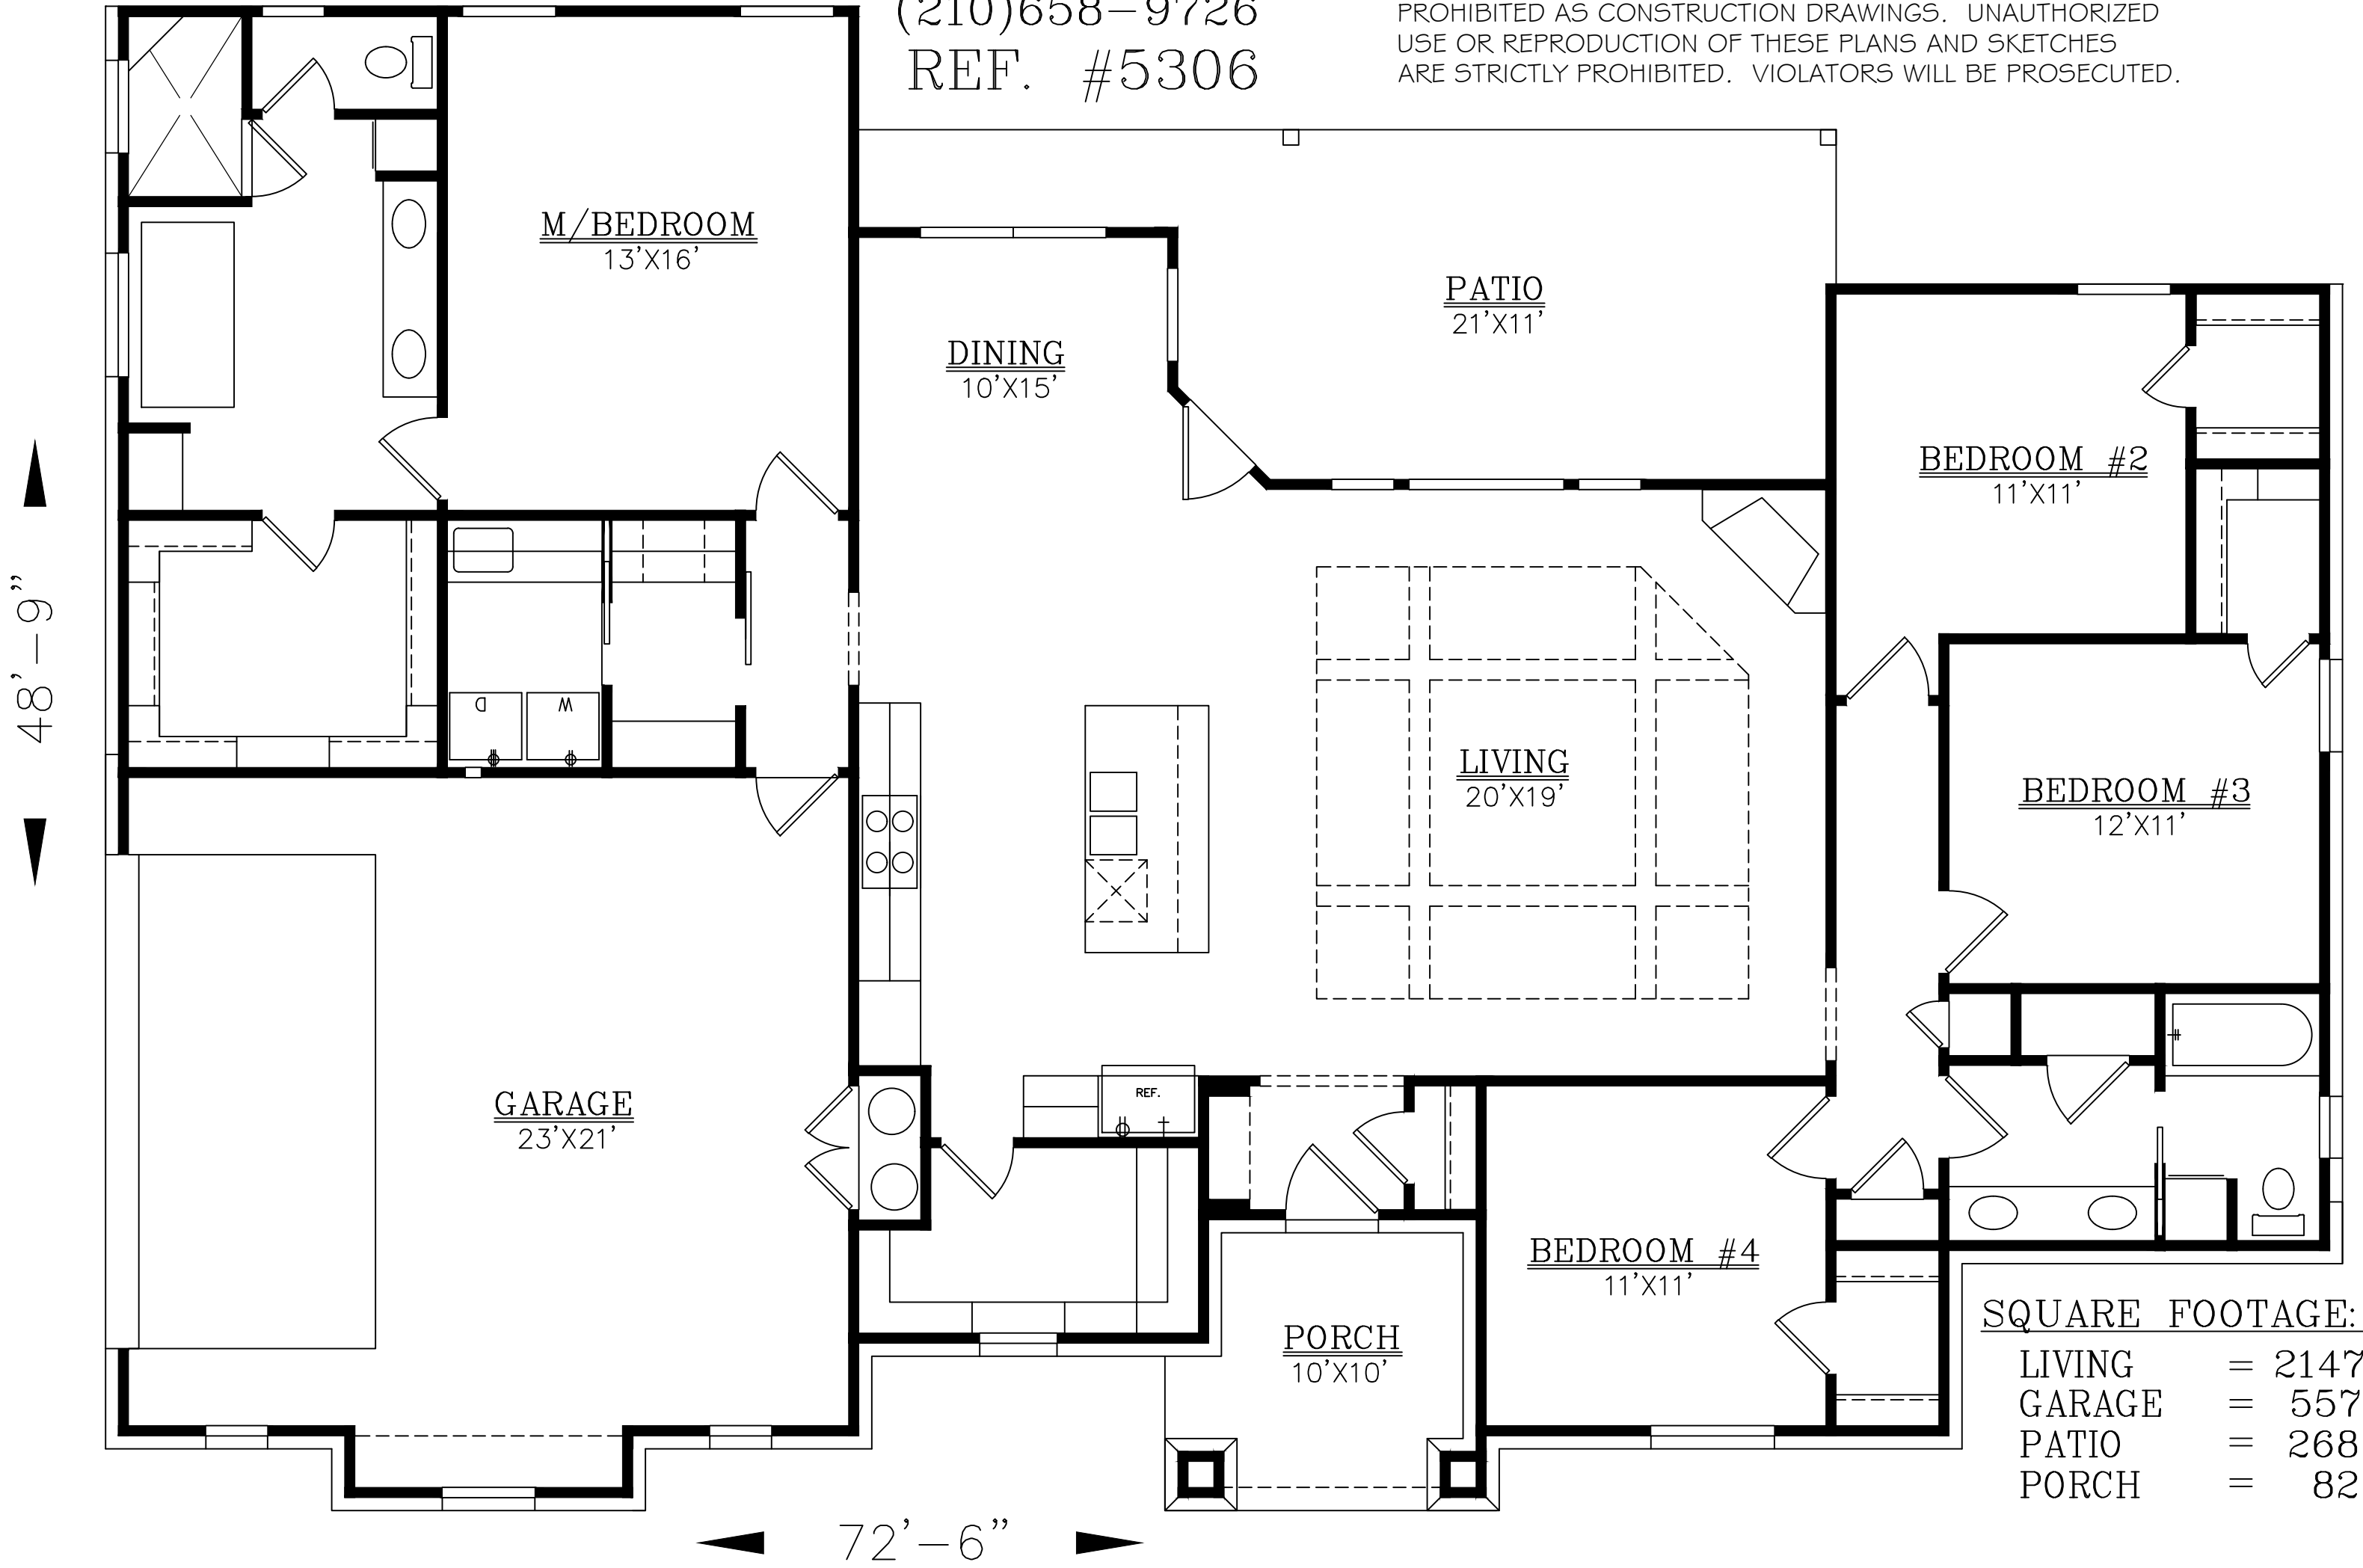 (210)658-9726
REF. #5306
PROHIBITED AS CONSTRUCTION DRAWINGS. UNAUTHORIZED
USE OR REPRODUCTION OF THESE PLANS AND SKETCHES
ARE STRICTLY PROHIBITED. VIOLATORS WILL BE PROSECUTED.
M/BEDROOM
13'X16'
PATIO
21'X11'
DINING
10'X15'
BEDROOM #2
11'X11'
48'-9"
D
W
LIVING
20'X19'
BEDROOM #3
12'X11'
GARAGE
23'X21'
REF.
BEDROOM #4
11'X11'
PORCH
10'X10'
SQUARE FOOTAGE:
LIVING = 2147
GARAGE = 557
PATIO = 268
PORCH = 82
72'-6"